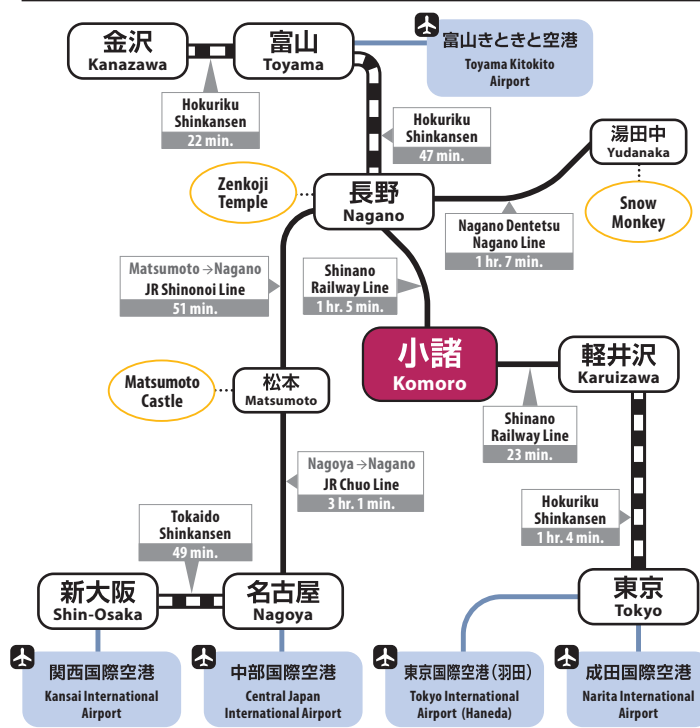 金沢
Kanazawa
富山
Toyama
富山きときと空港
Toyama Kitokito
Airport
Hokuriku
Shinkansen
22 min.
Hokuriku
Shinkansen
47 min.
湯田中
Yudanaka
Zenkoji
Temple
長野
Nagano
Snow
Monkey
Nagano Dentetsu
Nagano Line
1 hr. 7 min.
Matsumoto→Nagano
JR Shinonoi Line
51 min.
Shinano
Railway Line
1 hr. 5 min.
小諸
Komoro
軽井沢
Karuizawa
Matsumoto
Castle
松本
Matsumoto
Shinano
Railway Line
23 min.
Nagoya→Nagano
JR Chuo Line
3 hr. 1 min.
Hokuriku
Shinkansen
1 hr. 4 min.
Tokaido
Shinkansen
49 min.
新大阪
Shin-Osaka
名古屋
Nagoya
東京
Tokyo
関西国際空港
Kansai International
Airport
中部国際空港
Central Japan
International Airport
東京国際空港(羽田)
Tokyo International
Airport (Haneda)
成田国際空港
Narita International
Airport